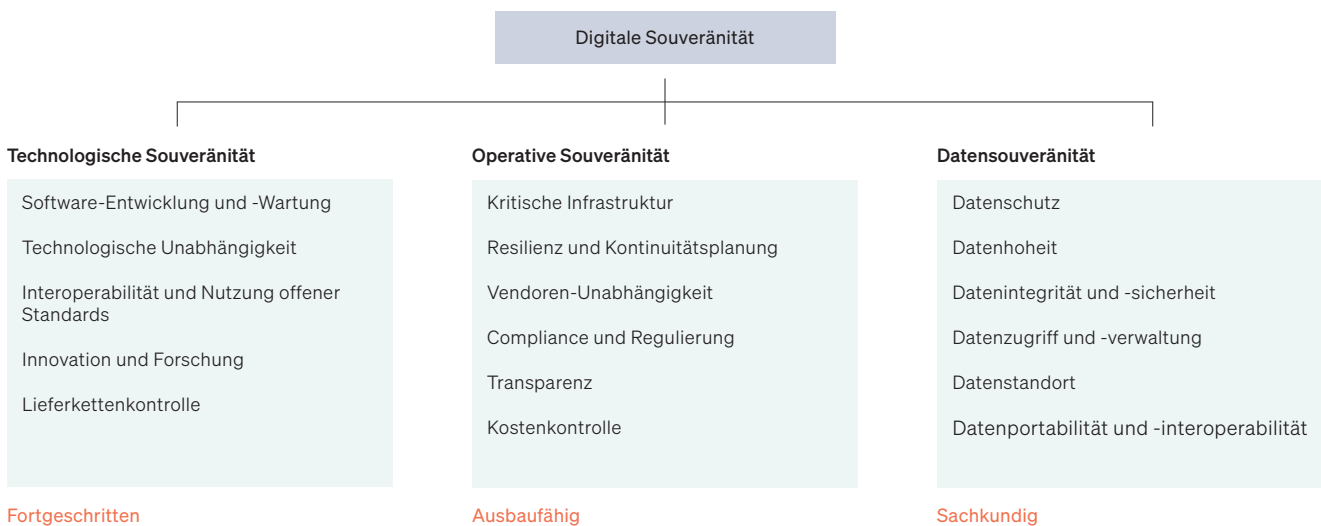 Digitale Souveränität
Technologische Souveränität
Software-Entwicklung und -Wartung
Technologische Unabhängigkeit
Interoperabilität und Nutzung offener
Standards
Innovation und Forschung
Lieferkettenkontrolle
Fortgeschritten
Operative Souveränität
Kritische Infrastruktur
Resilienz und Kontinuitätsplanung
Vendoren-Unabhängigkeit
Compliance und Regulierung
Transparenz
Kostenkontrolle
Ausbaufähig
Datensouveränität
Datenschutz
Datenhoheit
Datenintegrität und -sicherheit
Datenzugriff und -verwaltung
Datenstandort
Datenportabilität und -interoperabilität
Sachkundig